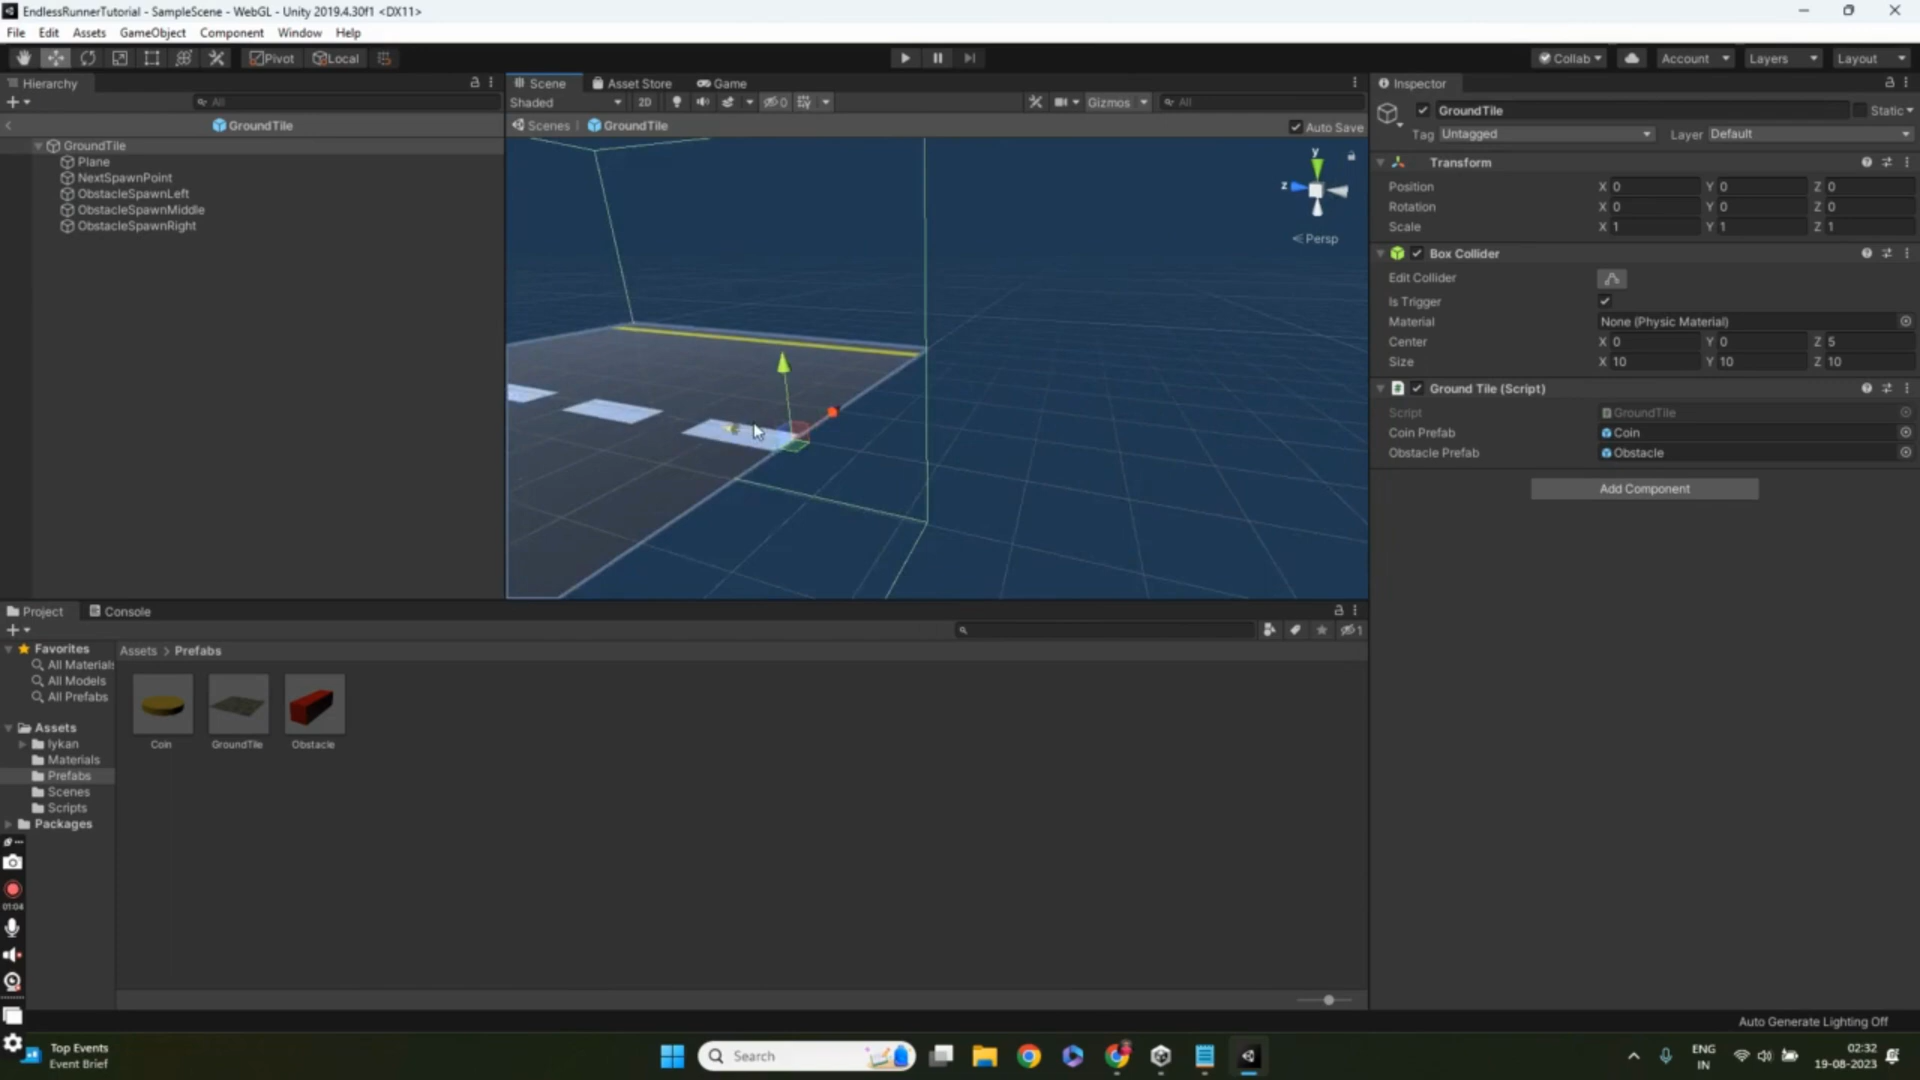 EndlessRunnerTutorial - SampleScene - WebGL - Unity 2019.4.30f1 <DX11>
File Edit Assets GameObject Component Window Help
Pivot Local Collab Account Layers Layout
Hierarchy
All
GroundTile
GroundTile
Plane
NextSpawnPoint
ObstacleSpawnLeft
ObstacleSpawnMiddle
ObstacleSpawnRight
Scene Asset Store Game
Shaded 2D 0 Gizmos All
Scenes GroundTile Auto Save
y
z
Persp
Inspector
GroundTile Static
Tag Untagged Layer Default
Transform
Position X 0 Y 0 Z 0
Rotation X 0 Y 0 Z 0
Scale X 1 Y 1 Z 1
Box Collider
Edit Collider
Is Trigger
Material None (Physic Material)
Center X 0 Y 0 Z 5
Size X 10 Y 10 Z 10
Ground Tile (Script)
Script GroundTile
Coin Prefab Coin
Obstacle Prefab Obstacle
Add Component
Project Console
1
Favorites
All Materials
All Models
All Prefabs
Assets
lykan
Materials
Prefabs
Scenes
Scripts
Packages
Assets > Prefabs
Coin GroundTile Obstacle
01:04
Auto Generate Lighting Off
Top Events
Event Brief
Search
ENG
IN
02:32
19-08-2023